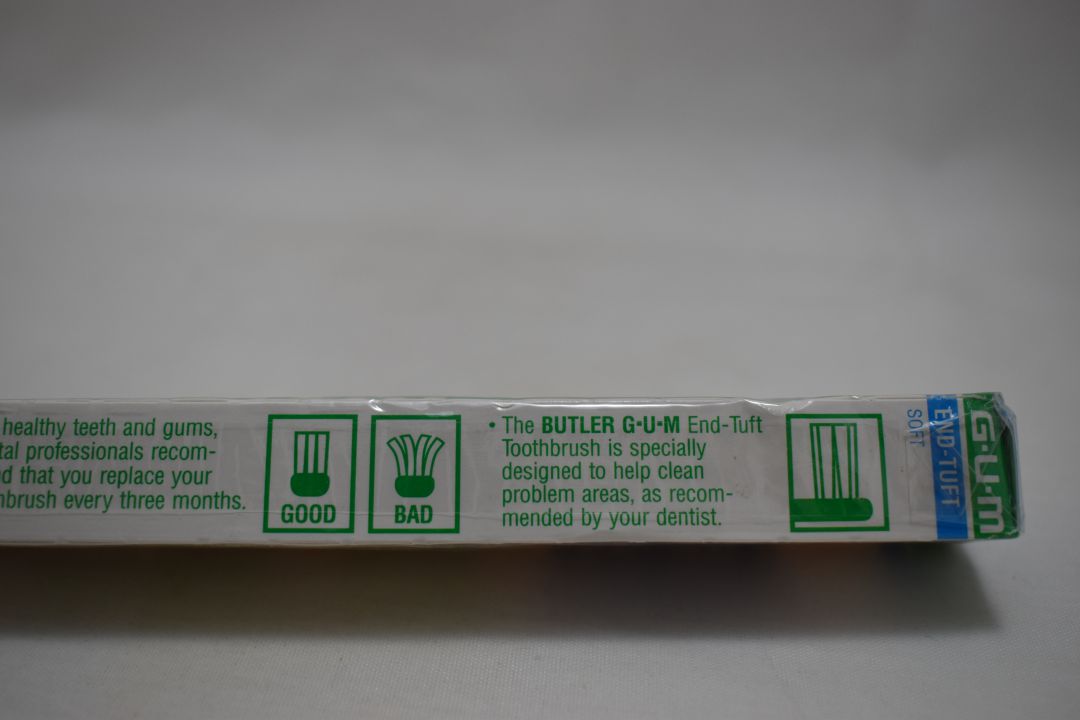 healthy teeth and gums,
tal professionals recom-
d that you replace your
brush every three months.
GOOD
BAD
• The BUTLER G·U·M End-Tuft
Toothbrush is specially
designed to help clean
problem areas, as recom-
mended by your dentist.
SOFT
END-TUFT
G·U·M